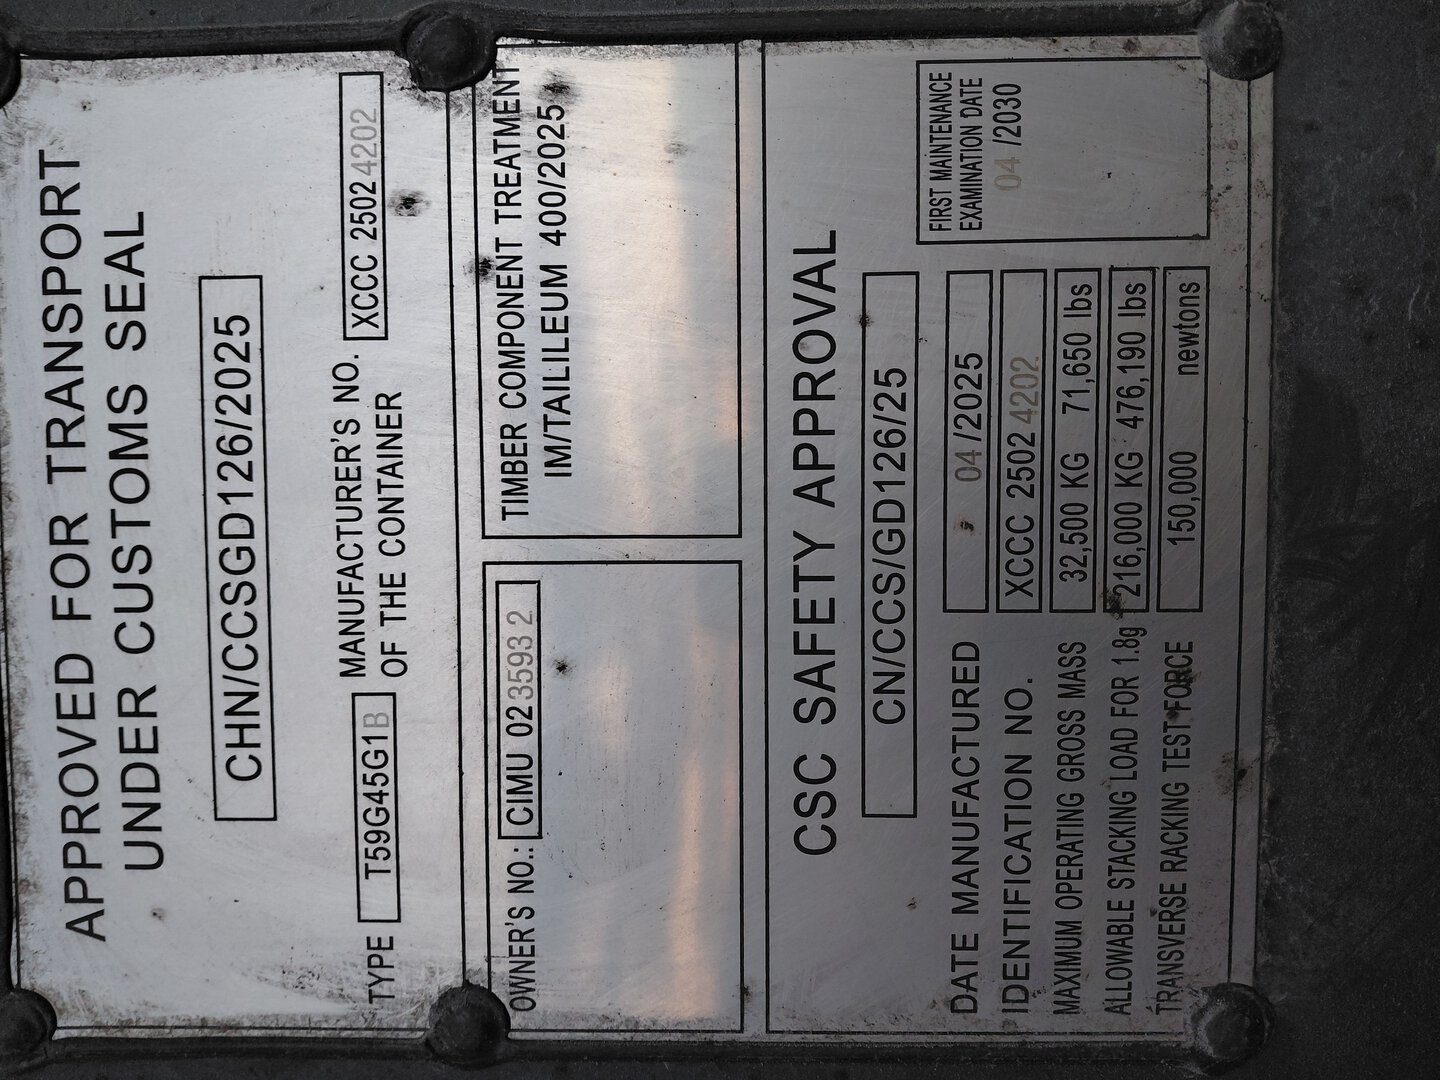 APPROVED FOR TRANSPORT
UNDER CUSTOMS SEAL
CHN/CCSGD126/2025
TYPE T59G45G1B MANUFACTURER'S NO. XCCC 25024202
OF THE CONTAINER
OWNER'S NO.: CIMU 023593 2
TIMBER COMPONENT TREATMENT
IM/TAILILEUM 400/2025
CSC SAFETY APPROVAL
CN/CCS/GD126/25
DATE MANUFACTURED 04 /2025
IDENTIFICATION NO. XCCC 25024202
MAXIMUM OPERATING GROSS MASS 32,500 KG 71,650 lbs
ALLOWABLE STACKING LOAD FOR 1.8g 216,000 KG 476,190 lbs
TRANSVERSE RACKING TEST FORCE 150,000 newtons
FIRST MAINTENANCE
EXAMINATION DATE
04 /2030